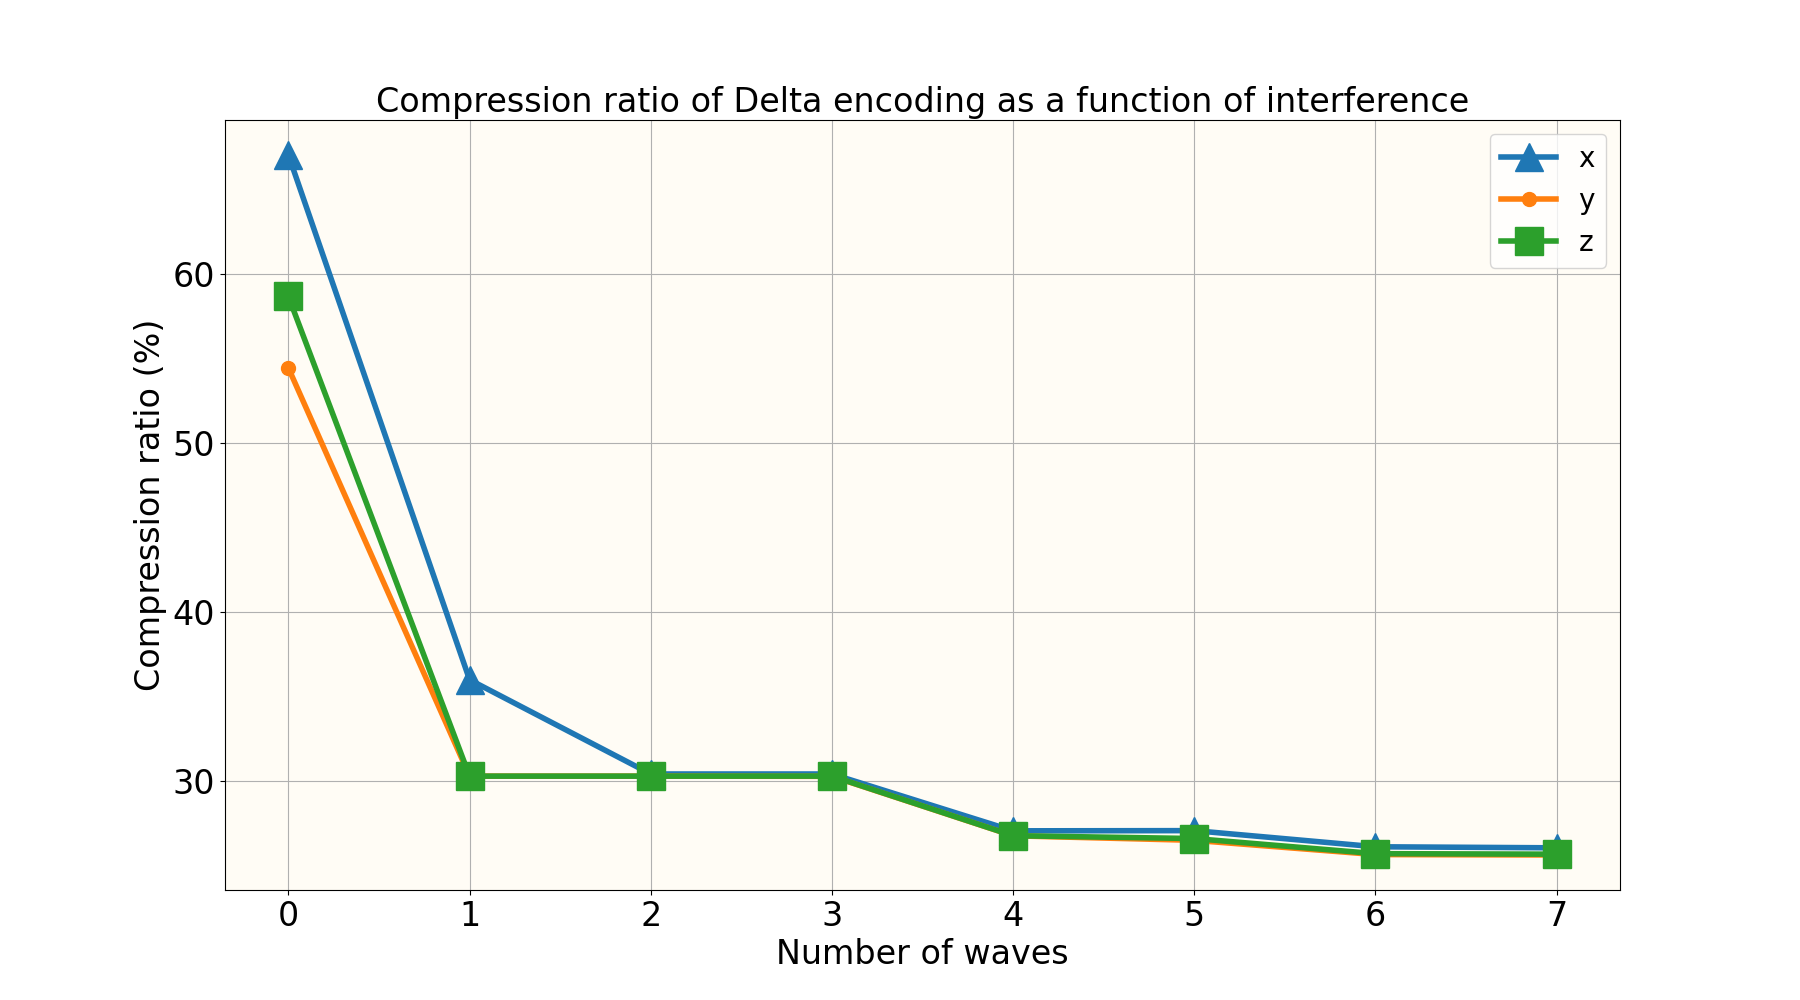 Compression ratio of Delta encoding as a function of interference
x
y
z
60
50
40
30
Compression ratio (%)
0 1 2 3 4 5 6 7
Number of waves